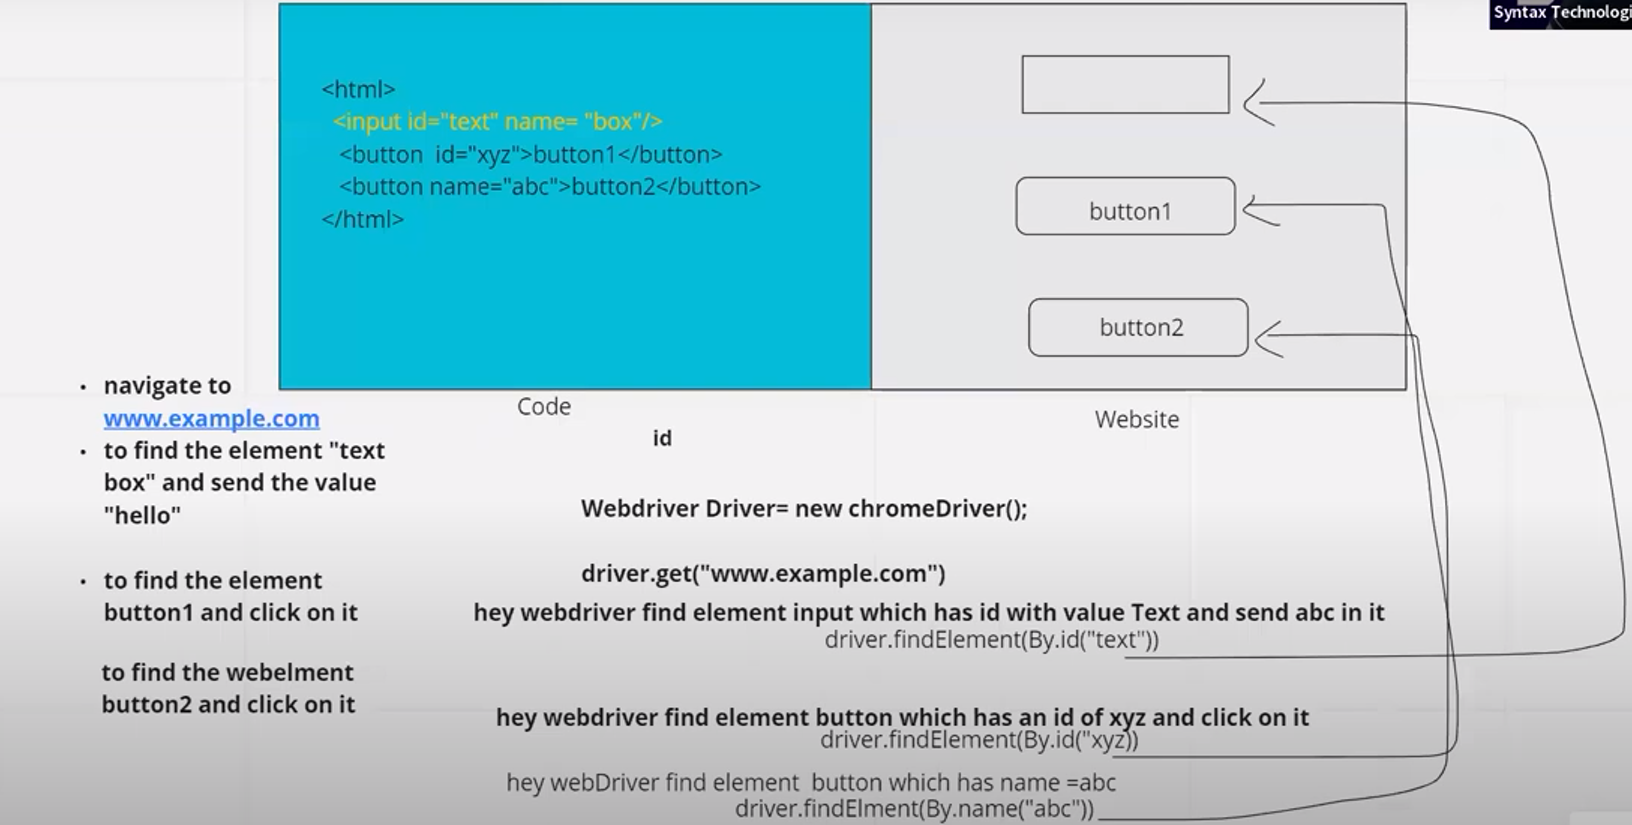 Syntax Technologi
<html>
<input id="text" name= "box"/>
<button  id="xyz">button1</button>
<button name="abc">button2</button>
</html>
button1
button2
Code
Website
• navigate to
www.example.com
• to find the element "text
box" and send the value
"hello"
• to find the element
button1 and click on it
to find the webelment
button2 and click on it
id
Webdriver Driver= new chromeDriver();
driver.get("www.example.com")
hey webdriver find element input which has id with value Text and send abc in it
driver.findElement(By.id("text"))
hey webdriver find element button which has an id of xyz and click on it
driver.findElement(By.id("xyz))
hey webDriver find element  button which has name =abc
driver.findElment(By.name("abc"))